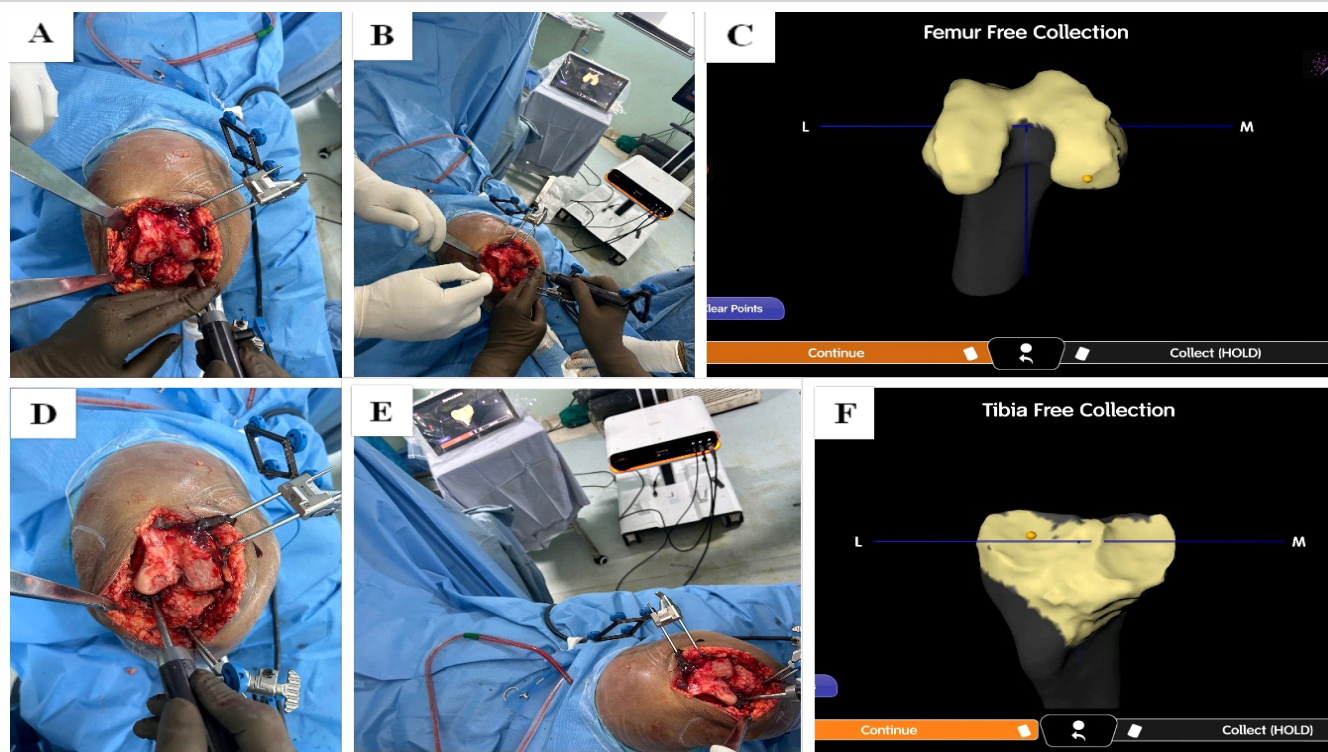 A
B
C
Femur Free Collection
L
M
lear Points
Continue
Collect (HOLD)
D
E
F
Tibia Free Collection
L
M
s
Continue
Collect (HOLD)